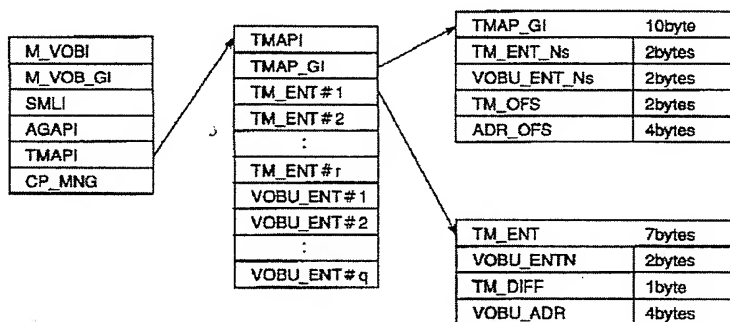 M_VOBI
M_VOB_GI
SMLI
AGAPI
TMAPI
CP_MNG
TMAPI
TMAP_GI
TM_ENT#1
TM_ENT#2
:
TM_ENT#r
VOBU_ENT#1
VOBU_ENT#2
:
VOBU_ENT#q
TMAP_GI 10byte
TM_ENT_Ns 2bytes
VOBU_ENT_Ns 2bytes
TM_OFS 2bytes
ADR_OFS 4bytes
TM_ENT 7bytes
VOBU_ENTN 2bytes
TM_DIFF 1byte
VOBU_ADR 4bytes